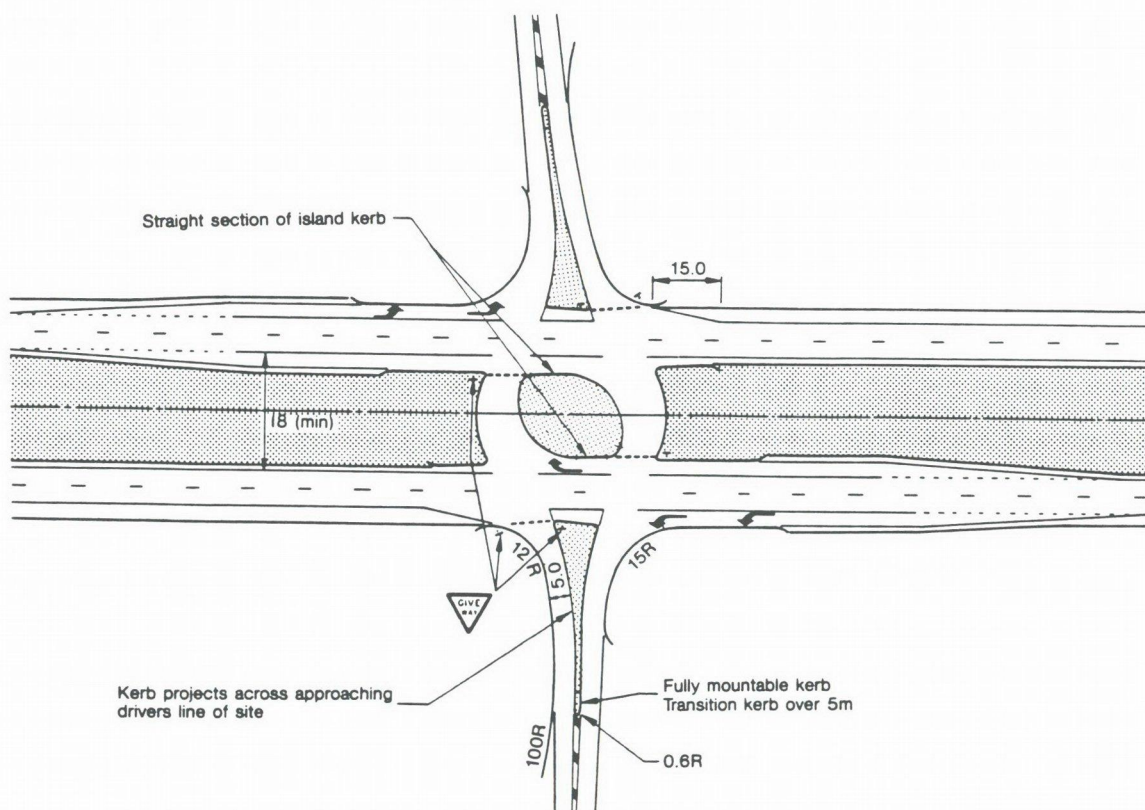 Straight section of island kerb
15.0
18 (min)
12 R
5.0
15R
GIVE
WAY
Kerb projects across approaching
drivers line of site
Fully mountable kerb
Transition kerb over 5m
100R
0.6R